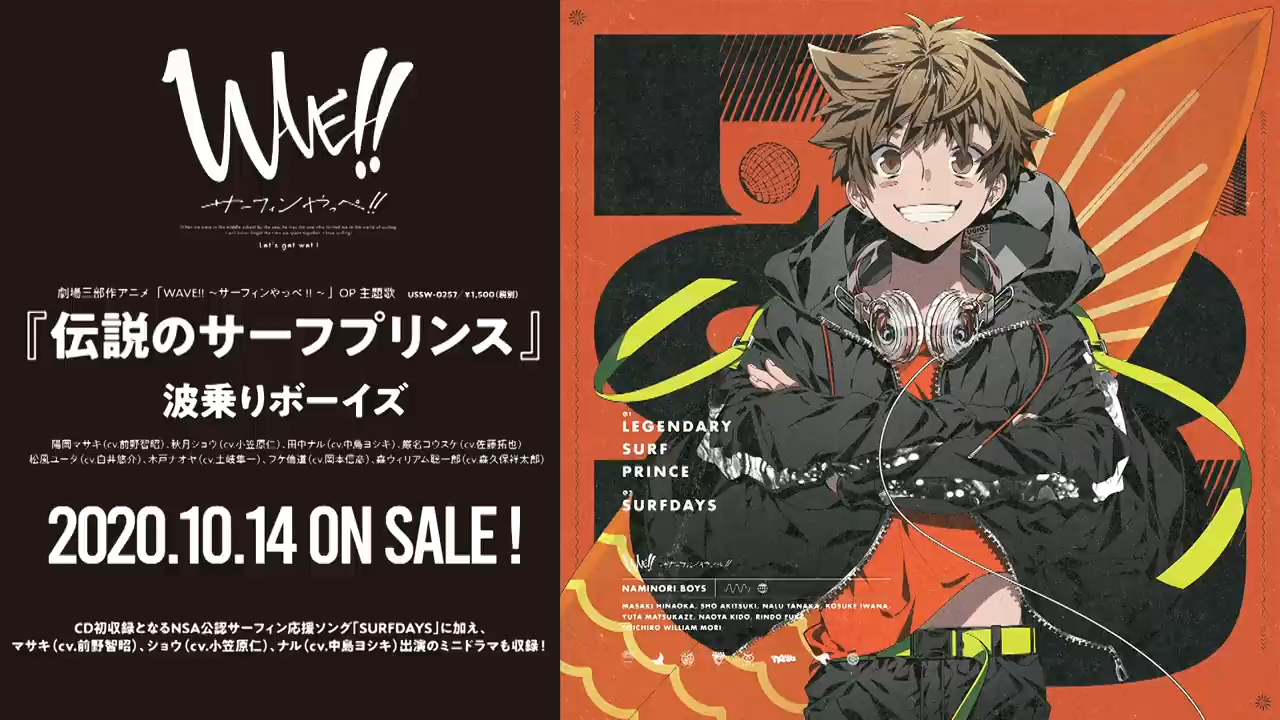 WAVE!!
サーフィンやっぺ!!
Let's get wet!
劇場三部作アニメ「WAVE!! ~サーフィンやっぺ!!~」OP 主題歌 USSW-0257/¥1,500(税別)
『伝説のサーフプリンス』
波乗りボーイズ
陽岡マサキ(cv.前野智昭)、秋月ショウ(cv.小笠原仁)、田中ナル(cv.中島ヨシキ)、巌名コウスケ(cv.佐藤拓也)
松風ユータ(cv.白井悠介)、木戸ナオヤ(cv.土岐隼一)、フケ倫道(cv.岡本信彦)、森ウィリアム聡一郎(cv.森久保祥太郎)
2020.10.14 ON SALE!
CD初収録となるNSA公認サーフィン応援ソング「SURFDAYS」に加え、
マサキ(cv.前野智昭)、ショウ(cv.小笠原仁)、ナル(cv.中島ヨシキ)出演のミニドラマも収録!
01
LEGENDARY
SURF
PRINCE
02
SURFDAYS
WAVE!! サーフィンやっぺ!!
NAMINORI BOYS
MASAKI HINAOKA, SHO AKITSUKI, NALU TANAKA, KOSUKE IWANA,
YUTA MATSUKAZE, NAOYA KIDO, RINDO FUKE,
SOICHIRO WILLIAM MORI